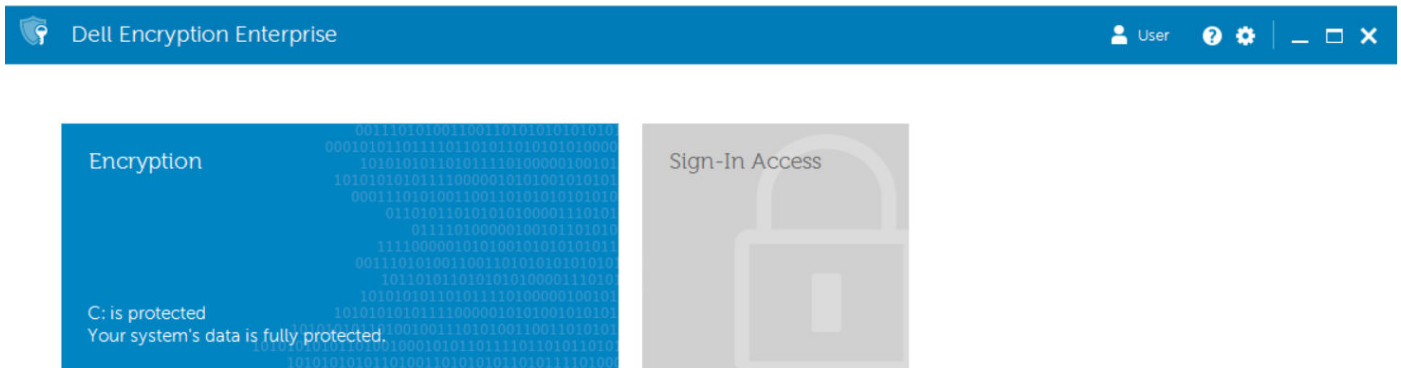 Dell Encryption Enterprise
User
Encryption
Sign-In Access
C: is protected
Your system's data is fully protected.